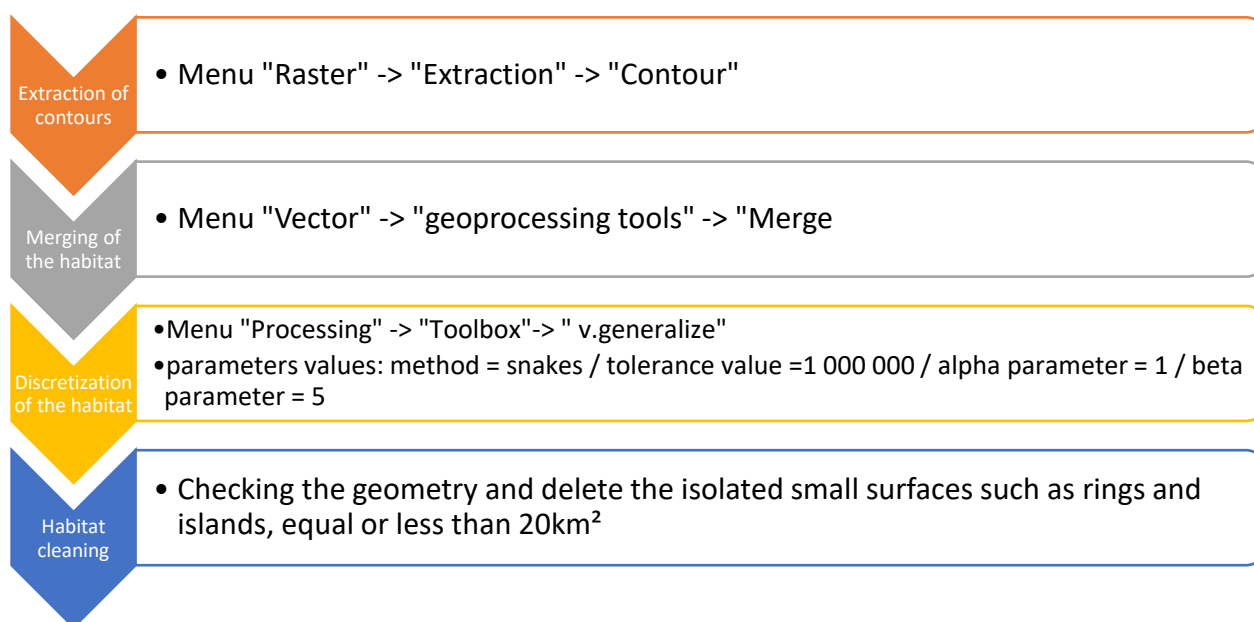 Extraction of
contours
• Menu "Raster" -> "Extraction" -> "Contour"
Merging of
the habitat
• Menu "Vector" -> "geoprocessing tools" -> "Merge
Discretization
of the habitat
•Menu "Processing" -> "Toolbox"-> " v.generalize"
•parameters values: method = snakes / tolerance value =1 000 000 / alpha parameter = 1 / beta
parameter = 5
Habitat
cleaning
• Checking the geometry and delete the isolated small surfaces such as rings and
islands, equal or less than 20km²